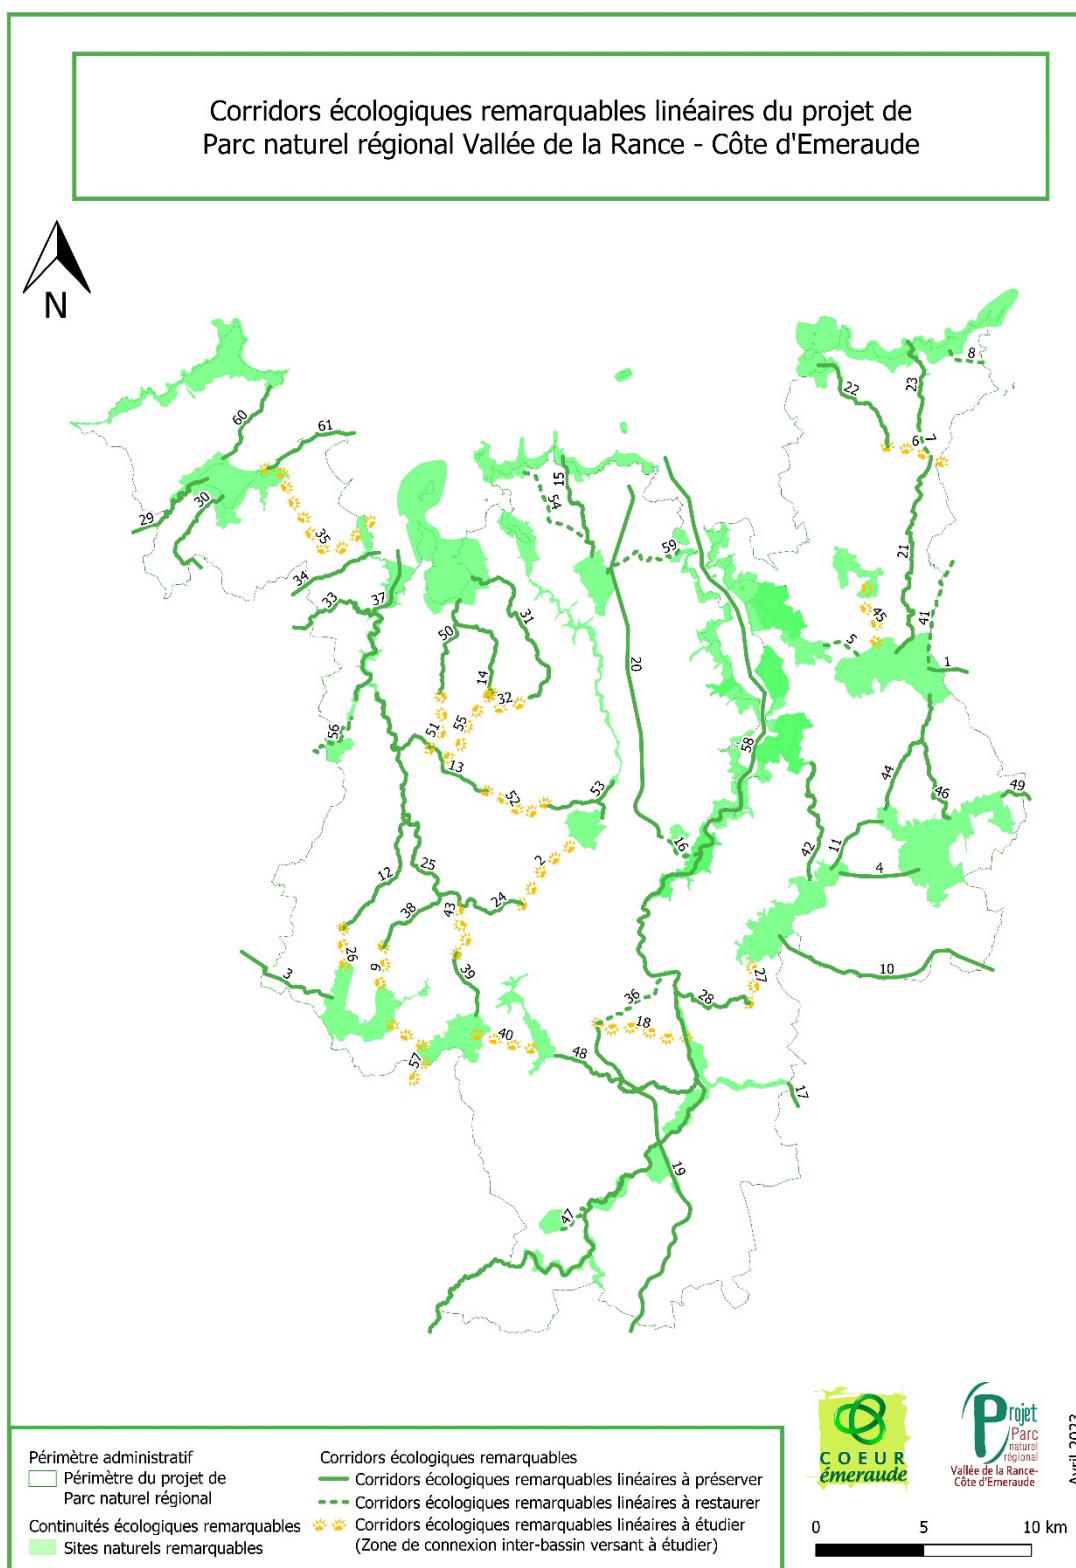 Corridors écologiques remarquables linéaires du projet de
Parc naturel régional Vallée de la Rance - Côte d'Emeraude
N
8
23
22
60
61
6
7
15
54
30
29
35
59
21
34
33
37
31
45
41
50
5
1
20
14
32
51
55
56
58
13
44
52
53
46
49
16
11
42
2
4
12
25
24
38
43
26
9
39
3
10
27
28
36
18
40
48
57
17
19
47
Périmètre administratif
Périmètre du projet de
Parc naturel régional
Continuités écologiques remarquables
Sites naturels remarquables
Corridors écologiques remarquables
Corridors écologiques remarquables linéaires à préserver
Corridors écologiques remarquables linéaires à restaurer
Corridors écologiques remarquables linéaires à étudier
(Zone de connexion inter-bassin versant à étudier)
COEUR
émeraude
Projet
Parc
naturel
régional
Vallée de la Rance-
Côte d'Emeraude
Avril 2023
0 5 10 km